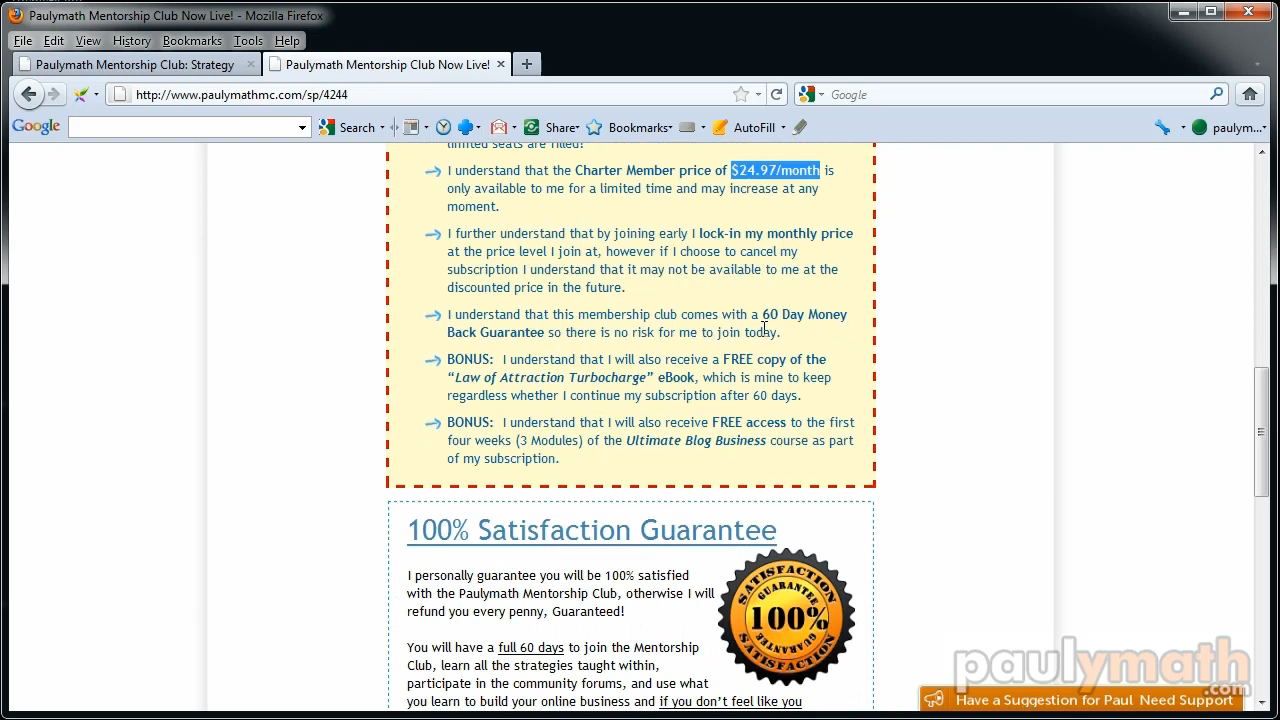 Paulymath Mentorship Club Now Live! - Mozilla Firefox
File Edit View History Bookmarks Tools Help
Paulymath Mentorship Club: Strategy
Paulymath Mentorship Club Now Live!
http://www.paulymathmc.com/sp/4244
Google
Google Search Share Bookmarks AutoFill paulym...
limited seats are filled!
I understand that the Charter Member price of $24.97/month is
only available to me for a limited time and may increase at any
moment.
I further understand that by joining early I lock-in my monthly price
at the price level I join at, however if I choose to cancel my
subscription I understand that it may not be available to me at the
discounted price in the future.
I understand that this membership club comes with a 60 Day Money
Back Guarantee so there is no risk for me to join today.
BONUS: I understand that I will also receive a FREE copy of the
“Law of Attraction Turbocharge” eBook, which is mine to keep
regardless whether I continue my subscription after 60 days.
BONUS: I understand that I will also receive FREE access to the first
four weeks (3 Modules) of the Ultimate Blog Business course as part
of my subscription.
100% Satisfaction Guarantee
I personally guarantee you will be 100% satisfied
with the Paulymath Mentorship Club, otherwise I will
refund you every penny, Guaranteed!
You will have a full 60 days to join the Mentorship
Club, learn all the strategies taught within,
participate in the community forums, and use what
you learn to build your online business and if you don’t feel like you
SATISFACTION
GUARANTEE
100%
GUARANTEE
SATISFACTION
paulymath
.com
Have a Suggestion for Paul Need Support